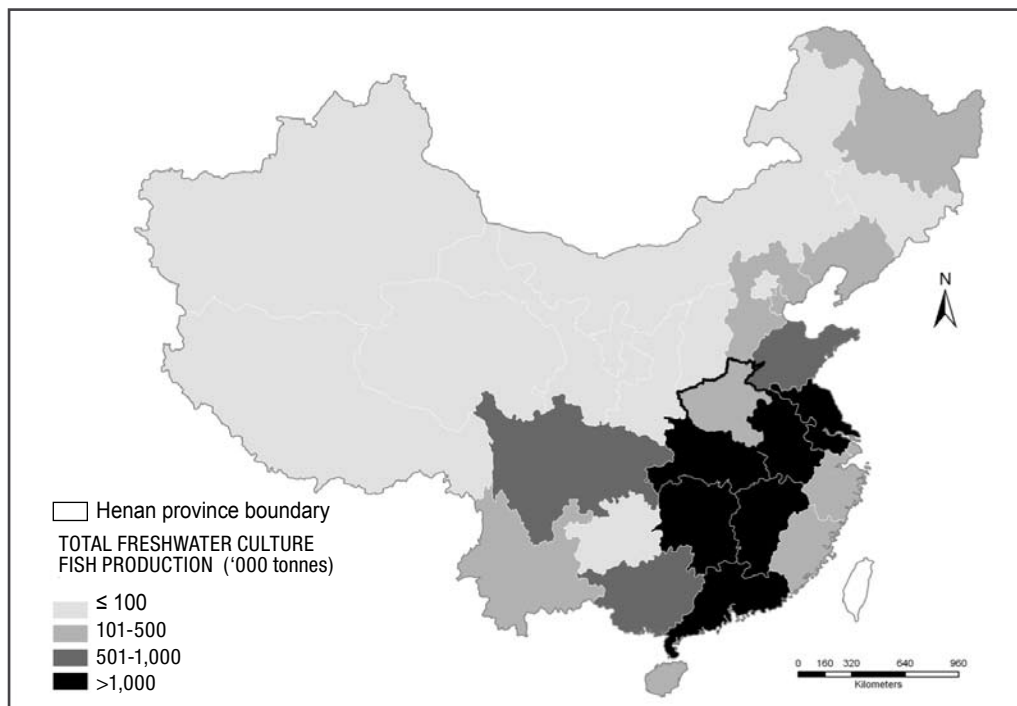 N
Henan province boundary
TOTAL FRESHWATER CULTURE
FISH PRODUCTION (‘000 tonnes)
≤ 100
101-500
501-1,000
>1,000
0 160 320 640 960
Kilometers